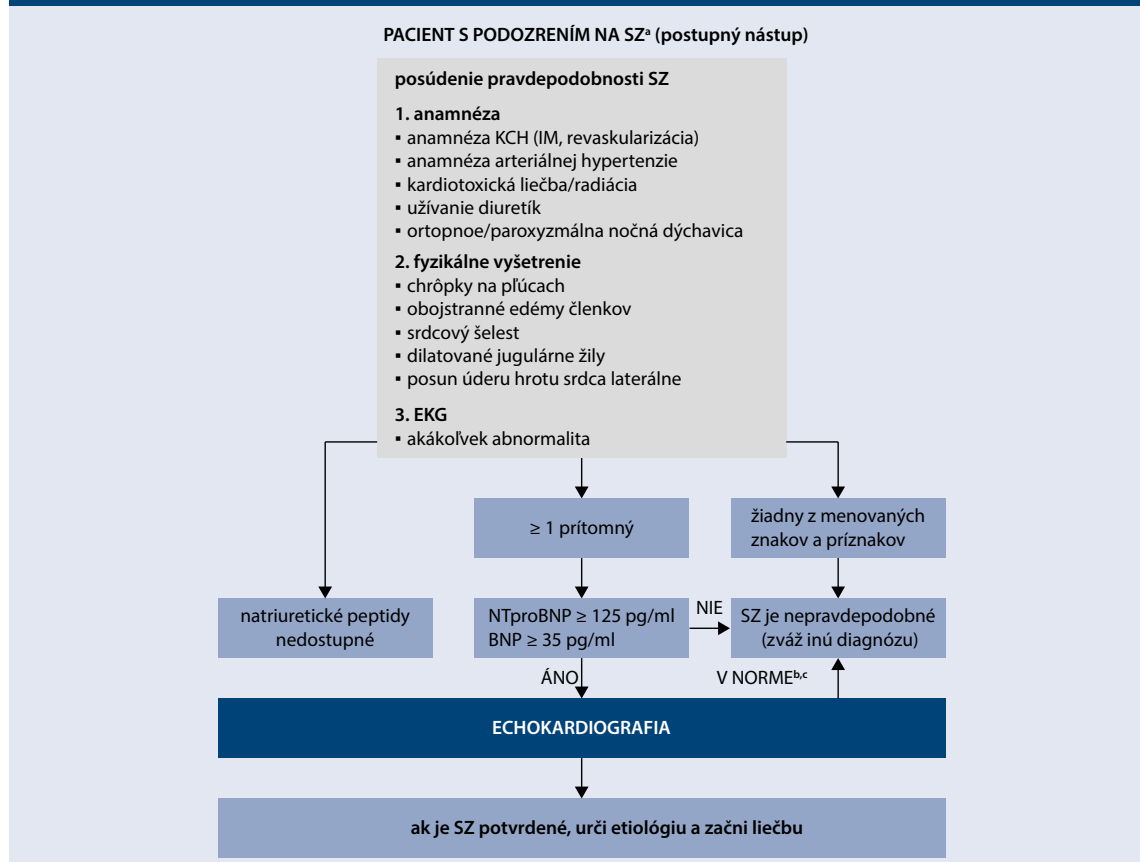 PACIENT S PODOZRENÍM NA SZᵃ (postupný nástup)
posúdenie pravdepodobnosti SZ
1. anamnéza
▪ anamnéza KCH (IM, revaskularizácia)
▪ anamnéza arteriálnej hypertenzie
▪ kardiotoxická liečba/radiácia
▪ užívanie diuretík
▪ ortopnoe/paroxyzmálna nočná dýchavica
2. fyzikálne vyšetrenie
▪ chrôpky na pľúcach
▪ obojstranné edémy členkov
▪ srdcový šelest
▪ dilatované jugulárne žily
▪ posun úderu hrotu srdca laterálne
3. EKG
▪ akákoľvek abnormalita
≥ 1 prítomný
žiadny z menovaných
znakov a príznakov
natriuretické peptidy
nedostupné
NTproBNP ≥ 125 pg/ml
BNP ≥ 35 pg/ml
NIE
SZ je nepravdepodobné
(zváž inú diagnózu)
ÁNO
V NORMEᵇ,ᶜ
ECHOKARDIOGRAFIA
ak je SZ potvrdené, urči etiológiu a začni liečbu